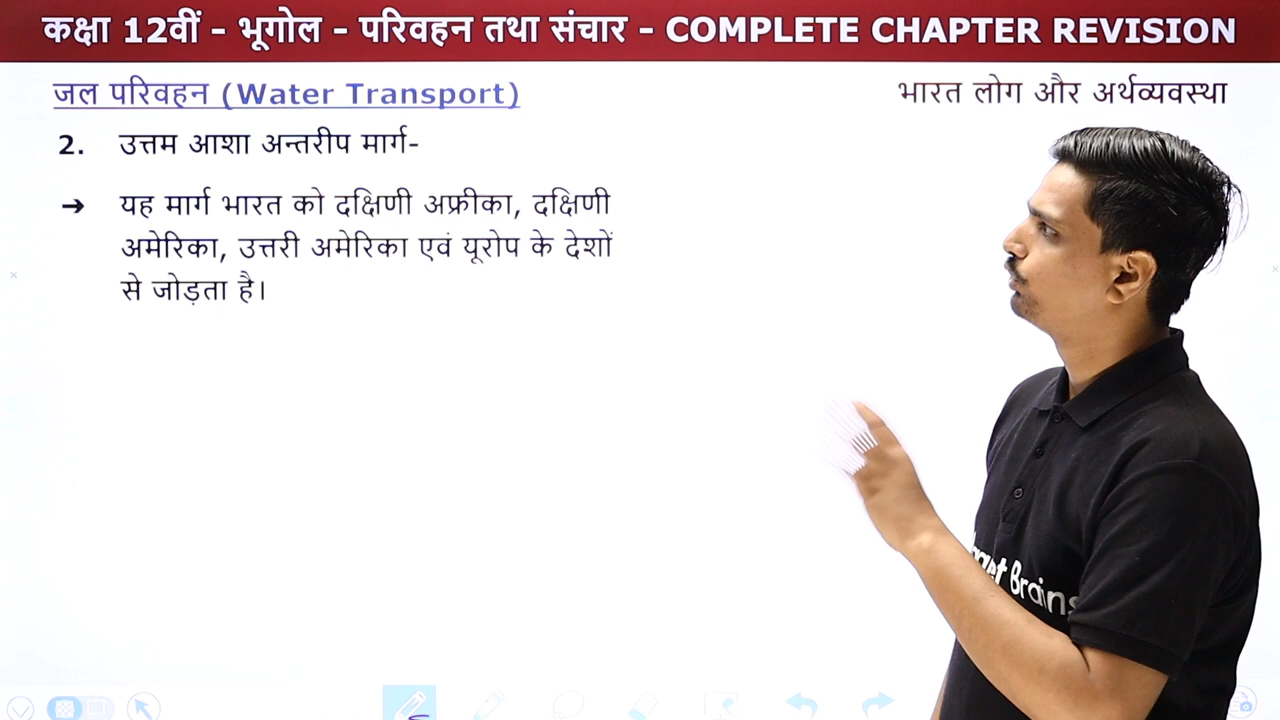 कक्षा 12वीं - भूगोल - परिवहन तथा संचार - COMPLETE CHAPTER REVISION
जल परिवहन (Water Transport)
भारत लोग और अर्थव्यवस्था
2. उत्तम आशा अन्तरीप मार्ग-
➔ यह मार्ग भारत को दक्षिणी अफ्रीका, दक्षिणी
अमेरिका, उत्तरी अमेरिका एवं यूरोप के देशों
से जोड़ता है।
Brains